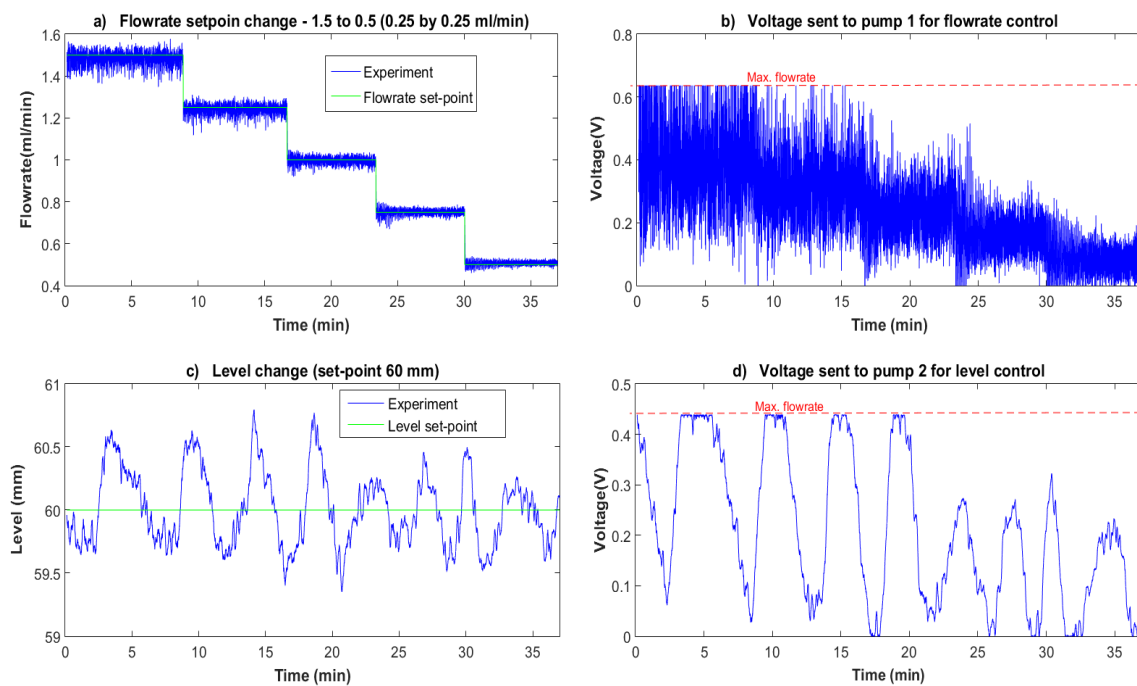 a) Flowrate setpoin change - 1.5 to 0.5 (0.25 by 0.25 ml/min)
1.6
1.4
1.2
1
0.8
0.6
0.4
Flowrate(ml/min)
Experiment
Flowrate set-point
0 5 10 15 20 25 30 35
Time (min)
b) Voltage sent to pump 1 for flowrate control
0.8
0.6
0.4
0.2
0
Voltage(V)
Max. flowrate
0 5 10 15 20 25 30 35
Time (min)
c) Level change (set-point 60 mm)
61
60.5
60
59.5
59
Level (mm)
Experiment
Level set-point
0 5 10 15 20 25 30 35
Time (min)
d) Voltage sent to pump 2 for level control
0.5
0.4
0.3
0.2
0.1
0
Voltage(V)
Max. flowrate
0 5 10 15 20 25 30 35
Time (min)